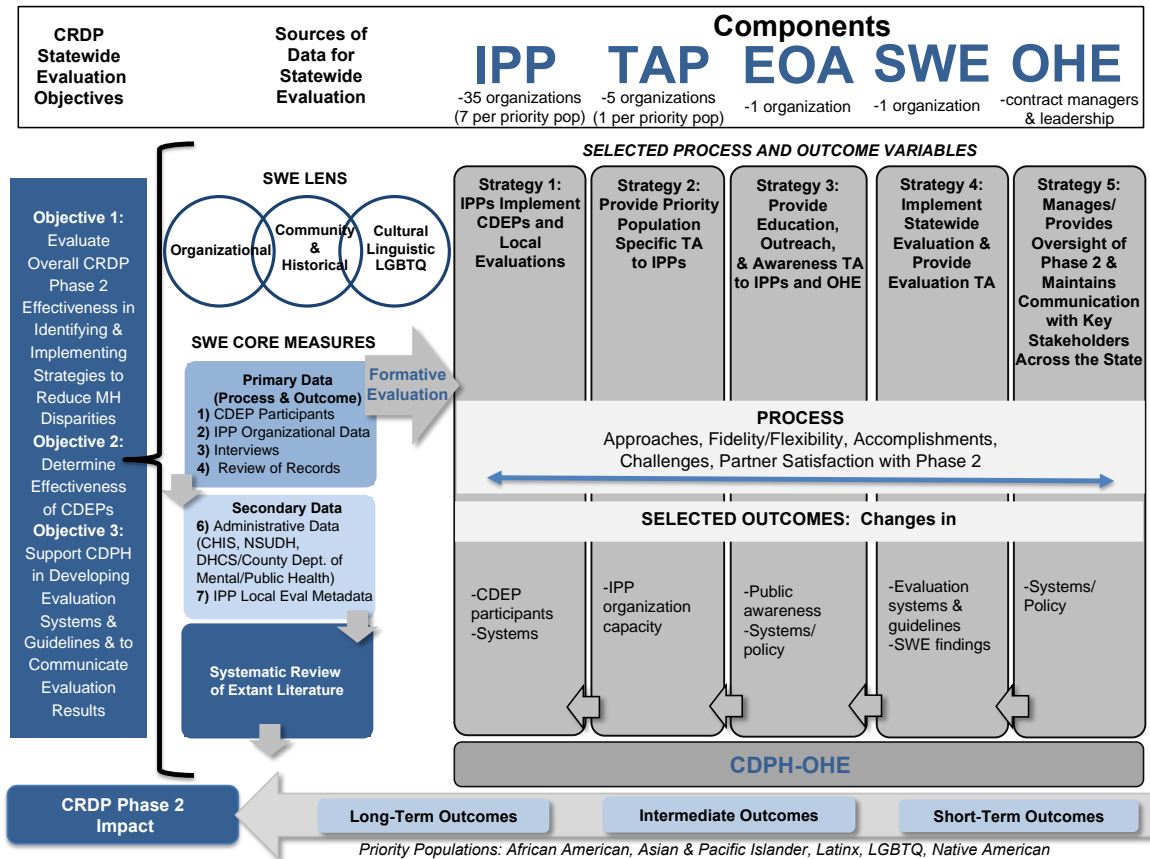 CRDP
Statewide
Evaluation
Objectives
Sources of
Data for
Statewide
Evaluation
Components
IPP
-35 organizations
(7 per priority pop)
TAP
-5 organizations
(1 per priority pop)
EOA
-1 organization
SWE
-1 organization
OHE
-contract managers
& leadership
Objective 1:
Evaluate
Overall CRDP
Phase 2
Effectiveness in
Identifying &
Implementing
Strategies to
Reduce MH
Disparities
Objective 2:
Determine
Effectiveness
of CDEPs
Objective 3:
Support CDPH
in Developing
Evaluation
Systems &
Guidelines & to
Communicate
Evaluation
Results
SWE LENS
Organizational
Community
&
Historical
Cultural
Linguistic
LGBTQ
SWE CORE MEASURES
Primary Data
(Process & Outcome)
1) CDEP Participants
2) IPP Organizational Data
3) Interviews
4) Review of Records
Formative
Evaluation
Secondary Data
6) Administrative Data
(CHIS, NSUDH,
DHCS/County Dept. of
Mental/Public Health)
7) IPP Local Eval Metadata
Systematic Review
of Extant Literature
SELECTED PROCESS AND OUTCOME VARIABLES
Strategy 1:
IPPs Implement
CDEPs and
Local
Evaluations
Strategy 2:
Provide Priority
Population
Specific TA
to IPPs
Strategy 3:
Provide
Education,
Outreach,
& Awareness TA
to IPPs and OHE
Strategy 4:
Implement
Statewide
Evaluation &
Provide
Evaluation TA
Strategy 5:
Manages/
Provides
Oversight of
Phase 2 &
Maintains
Communication
with Key
Stakeholders
Across the State
PROCESS
Approaches, Fidelity/Flexibility, Accomplishments,
Challenges, Partner Satisfaction with Phase 2
SELECTED OUTCOMES: Changes in
-CDEP
participants
-Systems
-IPP
organization
capacity
-Public
awareness
-Systems/
policy
-Evaluation
systems &
guidelines
-SWE findings
-Systems/
Policy
CDPH-OHE
CRDP Phase 2
Impact
Long-Term Outcomes
Intermediate Outcomes
Short-Term Outcomes
Priority Populations: African American, Asian & Pacific Islander, Latinx, LGBTQ, Native American